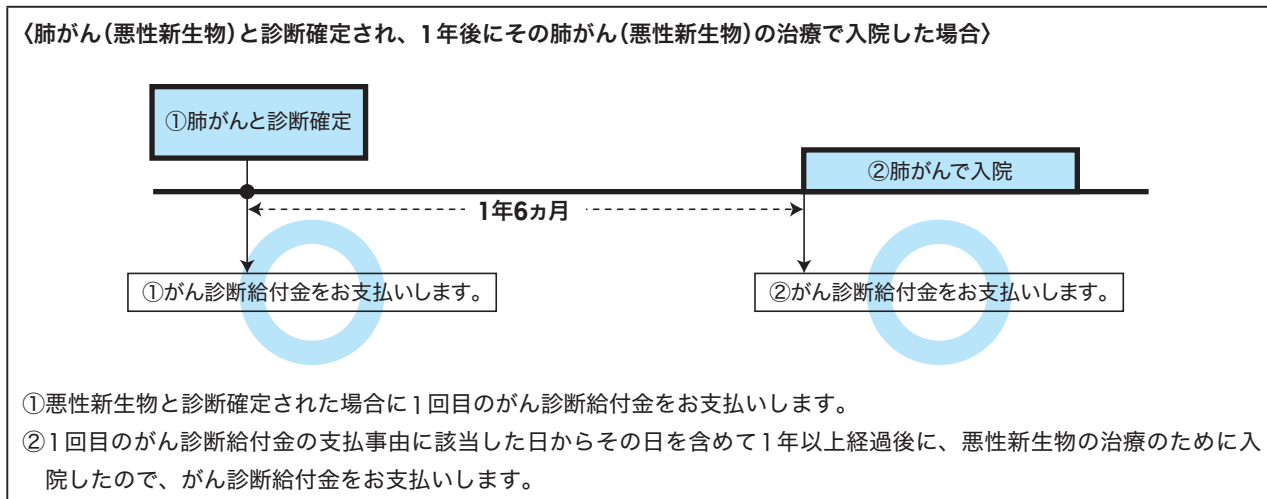 〈肺がん(悪性新生物)と診断確定され、1年後にその肺がん(悪性新生物)の治療で入院した場合〉
①肺がんと診断確定
②肺がんで入院
1年6ヵ月
①がん診断給付金をお支払いします。
②がん診断給付金をお支払いします。
①悪性新生物と診断確定された場合に1回目のがん診断給付金をお支払いします。
②1回目のがん診断給付金の支払事由に該当した日からその日を含めて1年以上経過後に、悪性新生物の治療のために入
院したので、がん診断給付金をお支払いします。